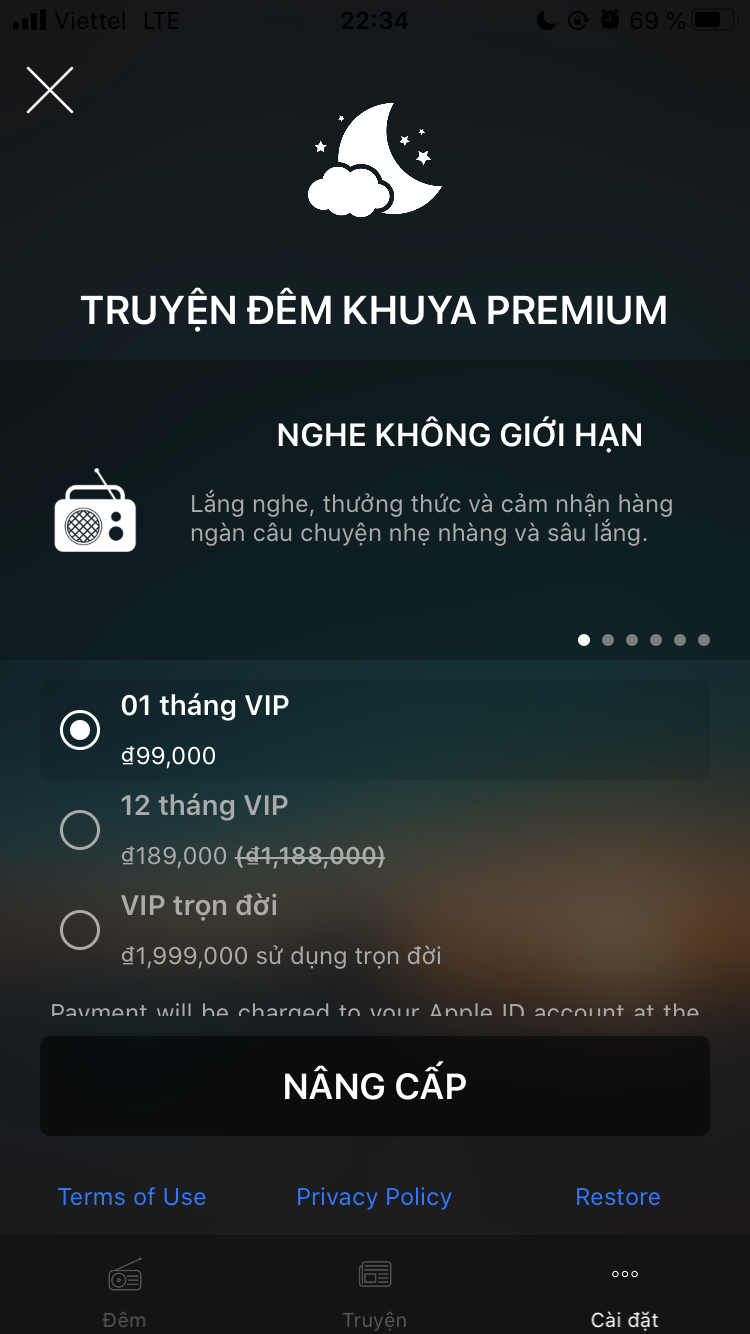 Viettel LTE 22:34 69 %
TRUYỆN ĐÊM KHUYA PREMIUM
NGHE KHÔNG GIỚI HẠN
Lắng nghe, thưởng thức và cảm nhận hàng
ngàn câu chuyện nhẹ nhàng và sâu lắng.
01 tháng VIP
₫99,000
12 tháng VIP
₫189,000 (₫1,188,000)
VIP trọn đời
₫1,999,000 sử dụng trọn đời
Payment will be charged to your Apple ID account at the
NÂNG CẤP
Terms of Use Privacy Policy Restore
Đêm Truyện Cài đặt